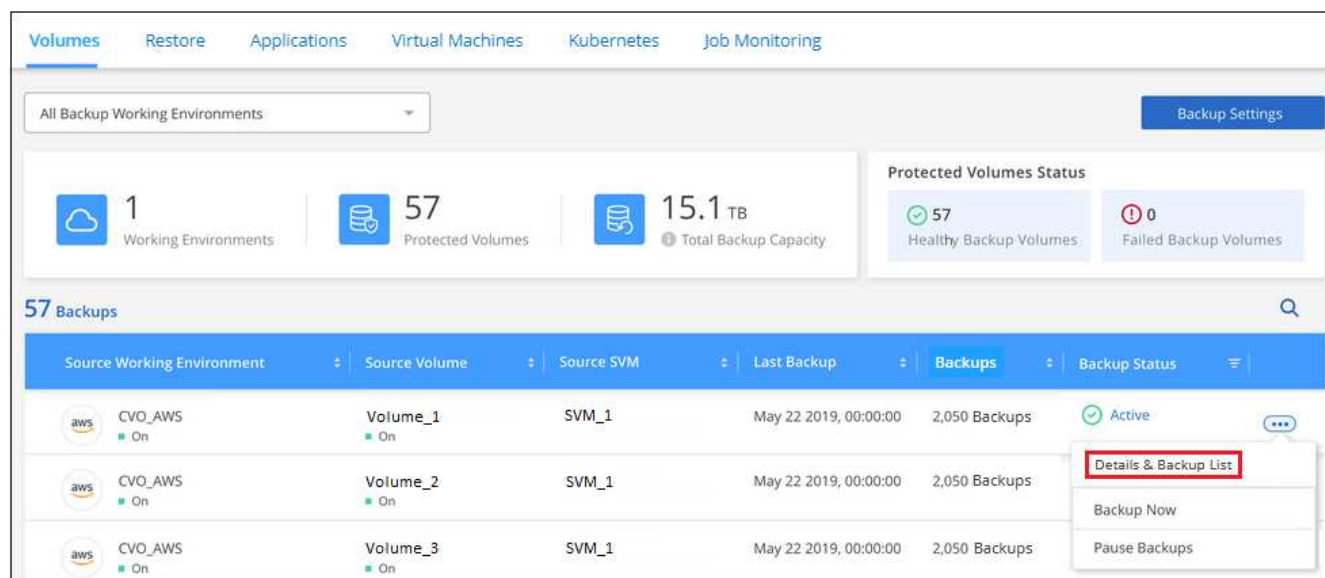 Volumes Restore Applications Virtual Machines Kubernetes Job Monitoring
All Backup Working Environments
Backup Settings
1
Working Environments
57
Protected Volumes
15.1 TB
Total Backup Capacity
Protected Volumes Status
57
Healthy Backup Volumes
0
Failed Backup Volumes
57 Backups
Source Working Environment Source Volume Source SVM Last Backup Backups Backup Status
aws CVO_AWS Volume_1 SVM_1 May 22 2019, 00:00:00 2,050 Backups Active
On On
Details & Backup List
aws CVO_AWS Volume_2 SVM_1 May 22 2019, 00:00:00 2,050 Backups
On On
Backup Now
aws CVO_AWS Volume_3 SVM_1 May 22 2019, 00:00:00 2,050 Backups
On On
Pause Backups